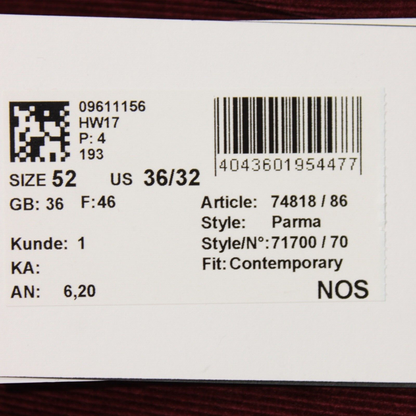 09611156
HW17
P: 4
193
4043601954477
SIZE 52 US 36/32
GB: 36 F:46
Article: 74818 / 86
Style: Parma
Kunde: 1
Style/N°: 71700 / 70
KA:
Fit: Contemporary
AN: 6,20
NOS